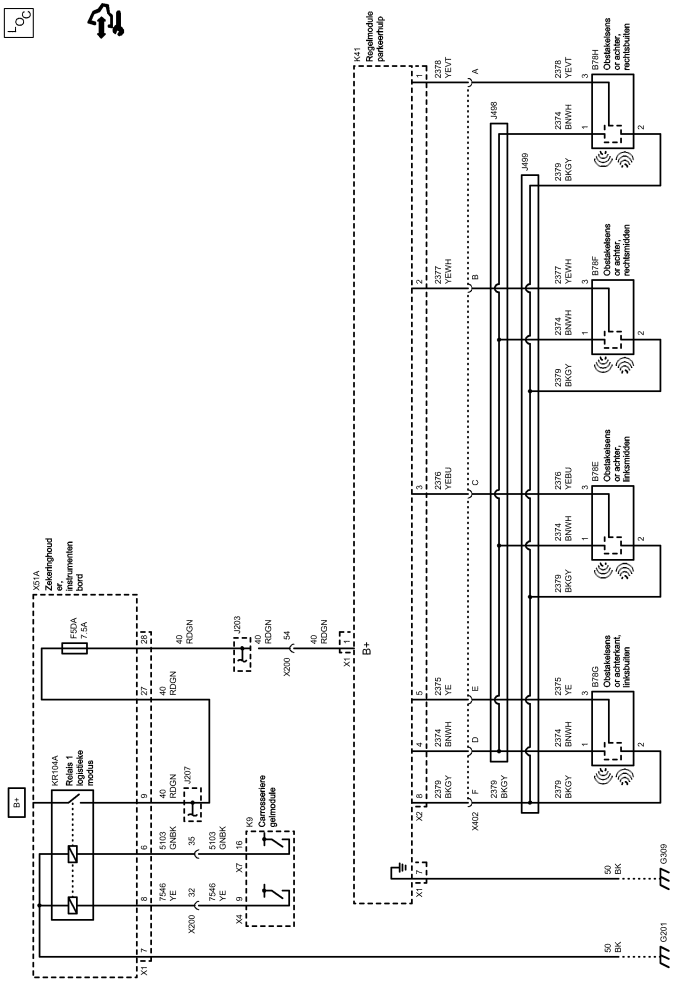 LOC
B+
X51A
Zekeringhoud
er,
instrumenten
bord
KR104A
Relais 1
logistieke
modus
F5DA
7.5A
X1
7
8
6
9
27
28
7546
YE
5103
GNBK
40
RDGN
40
RDGN
40
RDGN
J207
J203
X200
32
35
7546
YE
5103
GNBK
40
RDGN
X200
54
40
RDGN
X4
9
X7
16
K9
Carrosseriere
gelmodule
X1
1
B+
K41
Regelmodule
parkeerhulp
X1
7
X2
8
4
5
3
2
1
2379
BKGY
2374
BNWH
2375
YE
2376
YEBU
2377
YEWH
2378
YEVT
X402
F
D
E
C
B
A
2379
BKGY
J498
J499
2379
BKGY
2374
BNWH
2375
YE
2379
BKGY
2374
BNWH
2376
YEBU
2379
BKGY
2374
BNWH
2377
YEWH
2379
BKGY
2374
BNWH
2378
YEVT
2
1
3
B78G
Obstakelsens
or achterkant,
linksbuiten
2
1
3
B78E
Obstakelsens
or achter,
linksmidden
2
1
3
B78F
Obstakelsens
or achter,
rechtsmidden
2
1
3
B78H
Obstakelsens
or achter,
rechtsbuiten
50
BK
G201
50
BK
G309